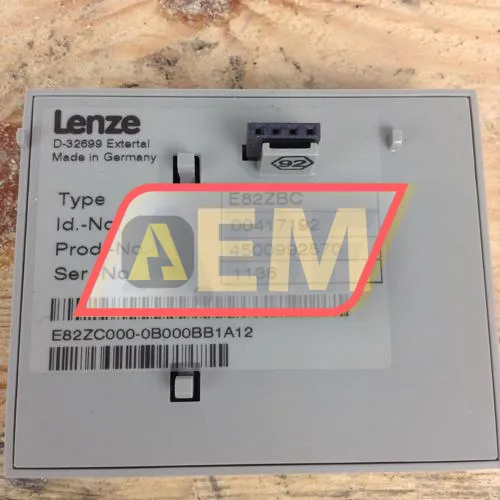 Lenze
D-32699 Extertal
Made in Germany
92
Type E82ZBC
Id.-No. 00417192
Prod.-No. 4500992570
Ser.-No. 1136
AEM
E82ZC000-0B000BB1A12